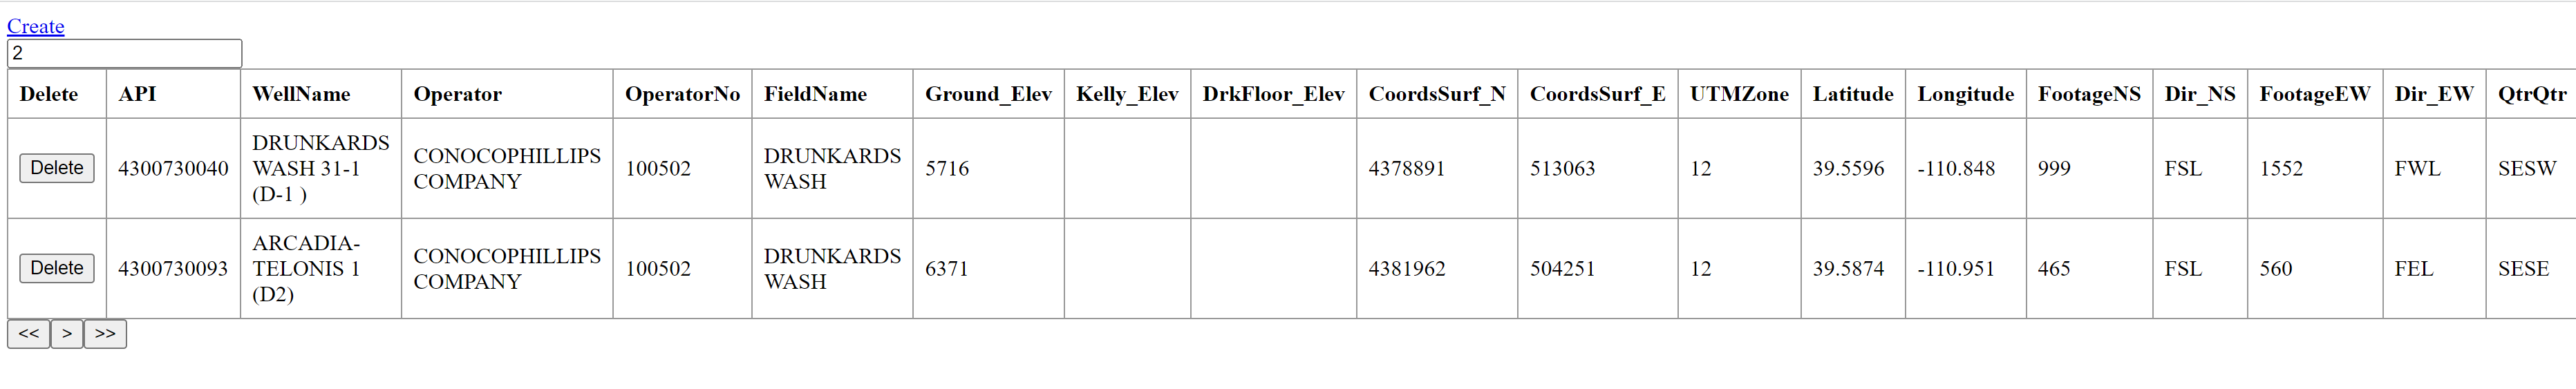 Create
2
Delete API WellName Operator OperatorNo FieldName Ground_Elev Kelly_Elev DrkFloor_Elev CoordsSurf_N CoordsSurf_E UTMZone Latitude Longitude FootageNS Dir_NS FootageEW Dir_EW QtrQtr
Delete 4300730040 DRUNKARDS WASH 31-1 (D-1 ) CONOCOPHILLIPS COMPANY 100502 DRUNKARDS WASH 5716 4378891 513063 12 39.5596 -110.848 999 FSL 1552 FWL SESW
Delete 4300730093 ARCADIA-TELONIS 1 (D2) CONOCOPHILLIPS COMPANY 100502 DRUNKARDS WASH 6371 4381962 504251 12 39.5874 -110.951 465 FSL 560 FEL SESE
<< > >>